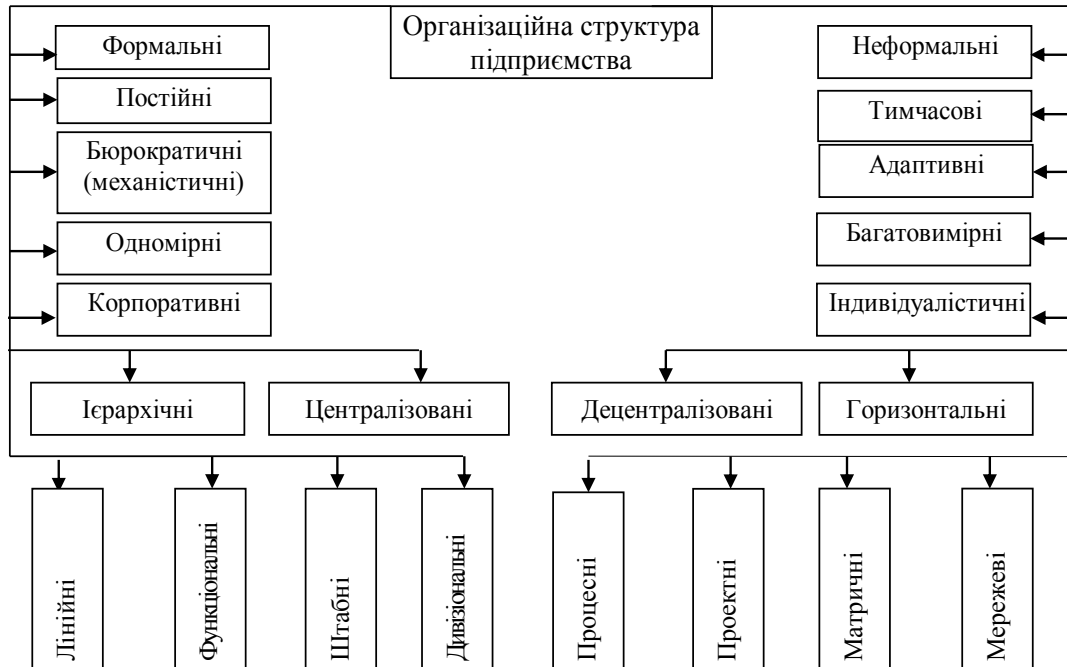 Організаційна структура
підприємства
Формальні
Неформальні
Постійні
Тимчасові
Бюрократичні
(механістичні)
Адаптивні
Одномірні
Багатовимірні
Корпоративні
Індивідуалістичні
Ієрархічні
Централізовані
Децентралізовані
Горизонтальні
Лінійні
Функціональні
Штабні
Дивізіональні
Процесні
Проектні
Матричні
Мережеві